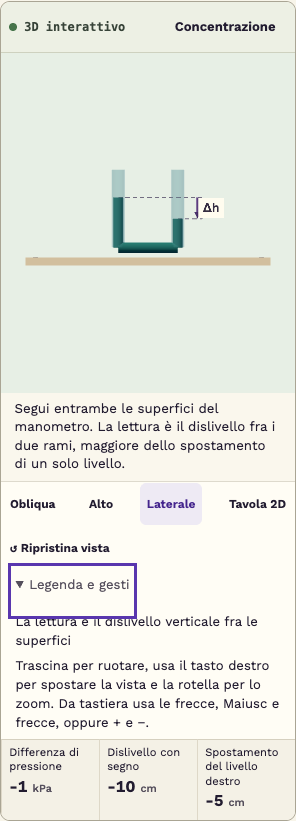 3D interattivo
Concentrazione
Δh
Segui entrambe le superfici del
manometro. La lettura è il dislivello fra i
due rami, maggiore dello spostamento
di un solo livello.
Obliqua Alto Laterale Tavola 2D
↺ Ripristina vista
▼ Legenda e gesti
La lettura è il dislivello verticale fra le
superfici
Trascina per ruotare, usa il tasto destro
per spostare la vista e la rotella per lo
zoom. Da tastiera usa le frecce, Maiusc e
frecce, oppure + e −.
Differenza di
pressione
-1 kPa
Dislivello con
segno
-10 cm
Spostamento
del livello
destro
-5 cm